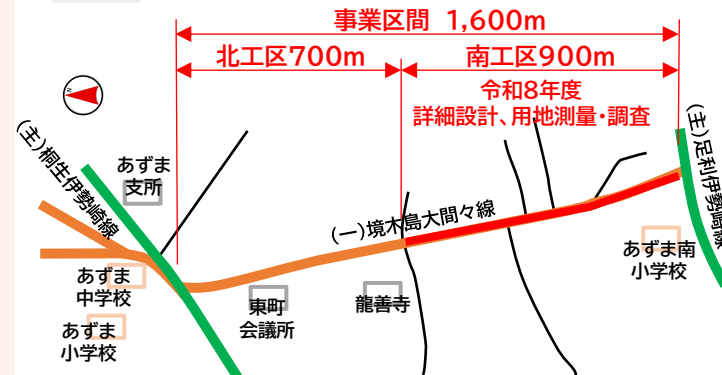 事業区間 1,600m
北工区700m
南工区900m
令和8年度
詳細設計、用地測量・調査
N
(主)桐生伊勢崎線
(主)足利伊勢崎線
あずま
支所
(一)境木島大間々線
あずま
中学校
あずま
小学校
東町
会議所
龍善寺
あずま南
小学校